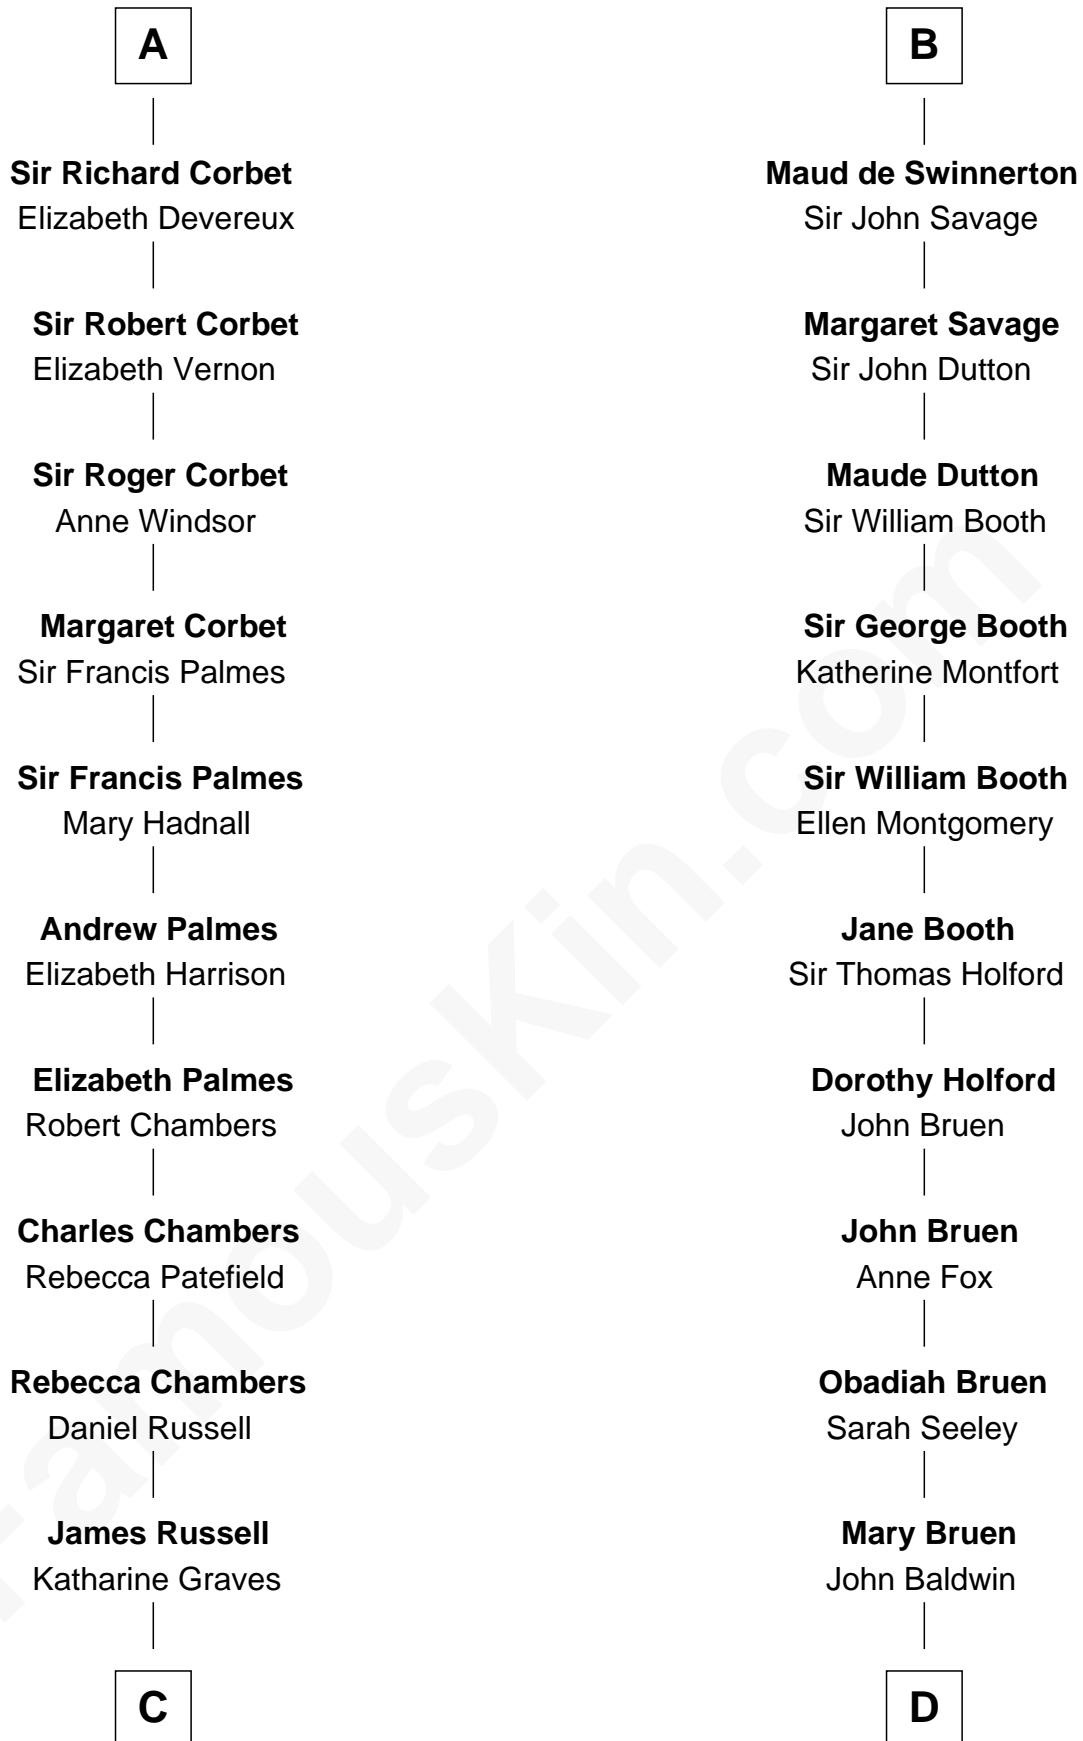 A
Sir Richard Corbet
Elizabeth Devereux
Sir Robert Corbet
Elizabeth Vernon
Sir Roger Corbet
Anne Windsor
Margaret Corbet
Sir Francis Palmes
Sir Francis Palmes
Mary Hadnall
Andrew Palmes
Elizabeth Harrison
Elizabeth Palmes
Robert Chambers
Charles Chambers
Rebecca Patefield
Rebecca Chambers
Daniel Russell
James Russell
Katharine Graves
C
B
Maud de Swinnerton
Sir John Savage
Margaret Savage
Sir John Dutton
Maude Dutton
Sir William Booth
Sir George Booth
Katherine Montfort
Sir William Booth
Ellen Montgomery
Jane Booth
Sir Thomas Holford
Dorothy Holford
John Bruen
John Bruen
Anne Fox
Obadiah Bruen
Sarah Seeley
Mary Bruen
John Baldwin
D
FamousKin.com